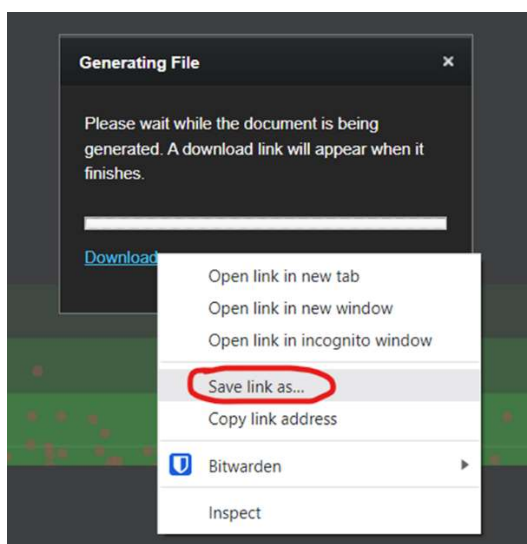 Generating File
×
Please wait while the document is being
generated. A download link will appear when it
finishes.
Download
Open link in new tab
Open link in new window
Open link in incognito window
Save link as...
Copy link address
Bitwarden
Inspect